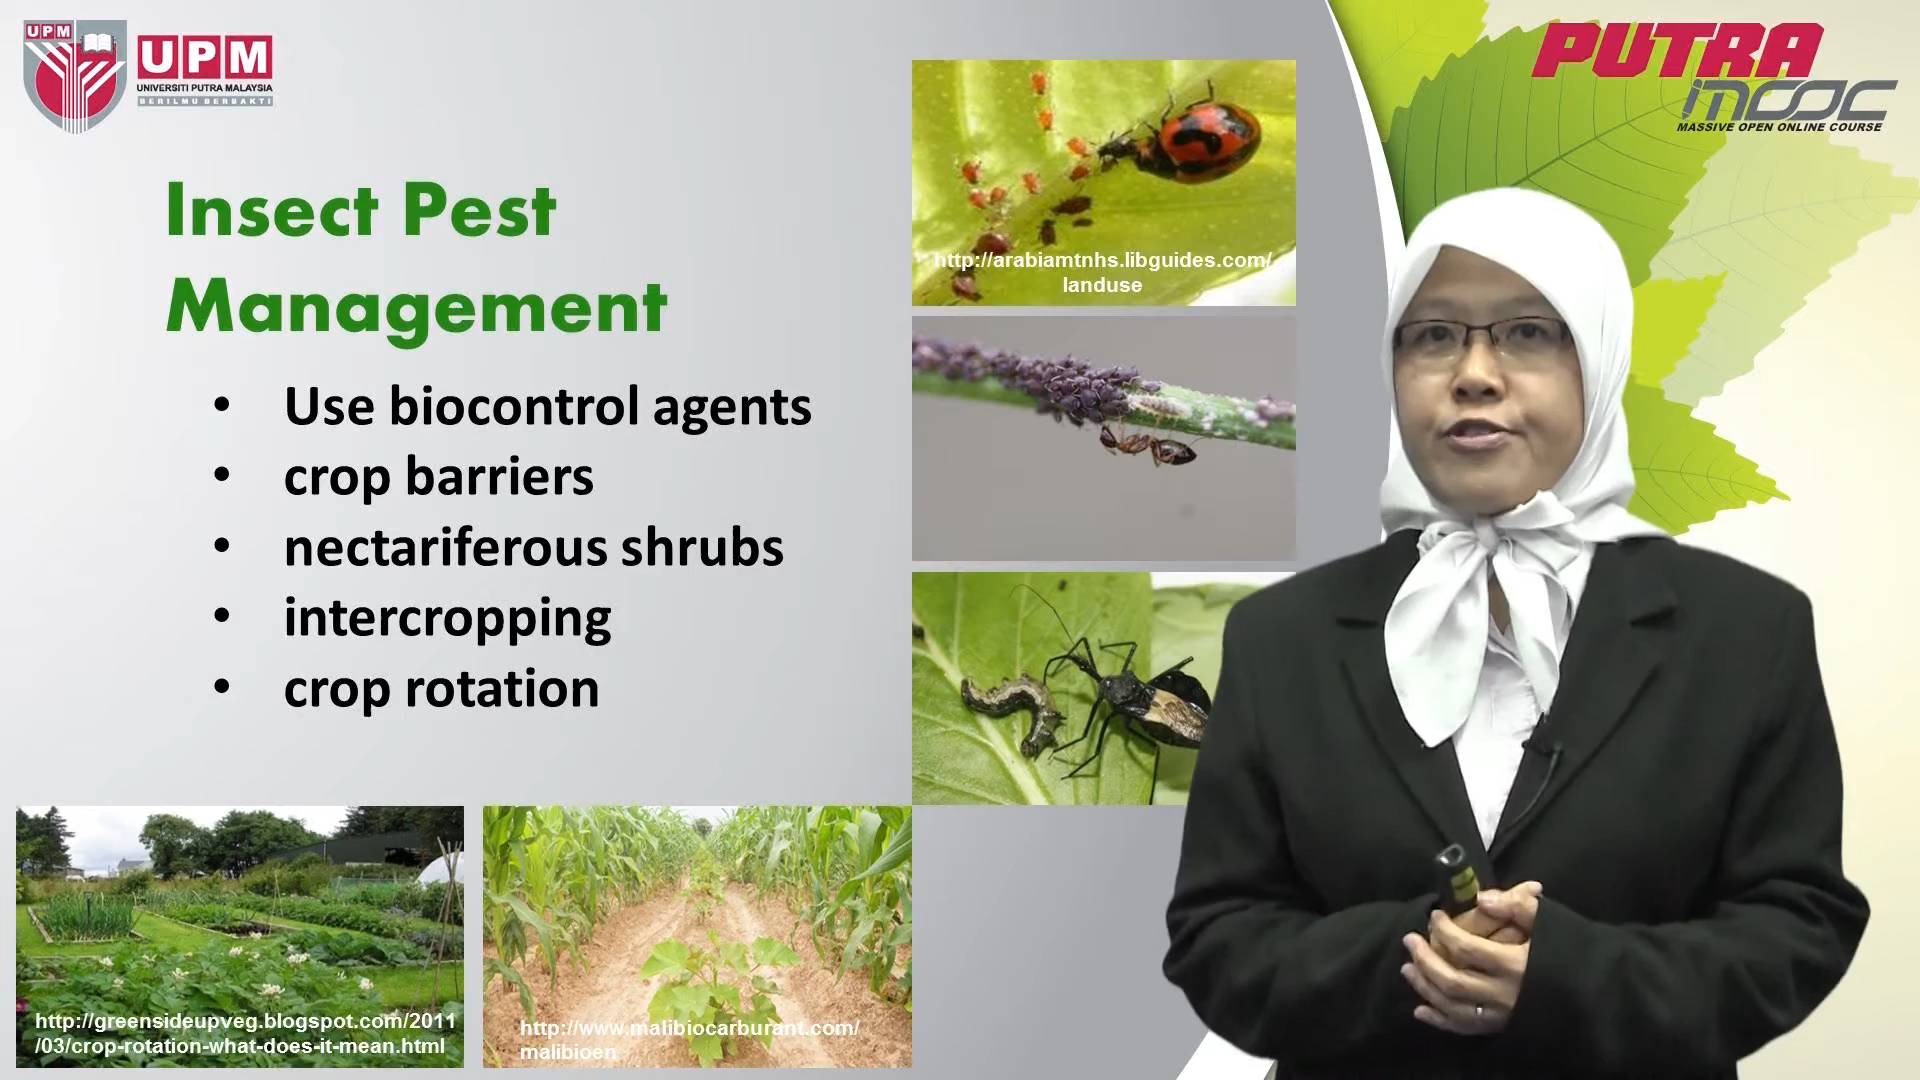 UPM
UPM
UNIVERSITI PUTRA MALAYSIA
BERILMU BERBAKTI
PUTRA
mooc
MASSIVE OPEN ONLINE COURSE
Insect Pest
Management
• Use biocontrol agents
• crop barriers
• nectariferous shrubs
• intercropping
• crop rotation
http://arabiamtnhs.libguides.com/
landuse
http://greensideupveg.blogspot.com/2011
/03/crop-rotation-what-does-it-mean.html
http://www.malibiocarburant.com/
malibioen